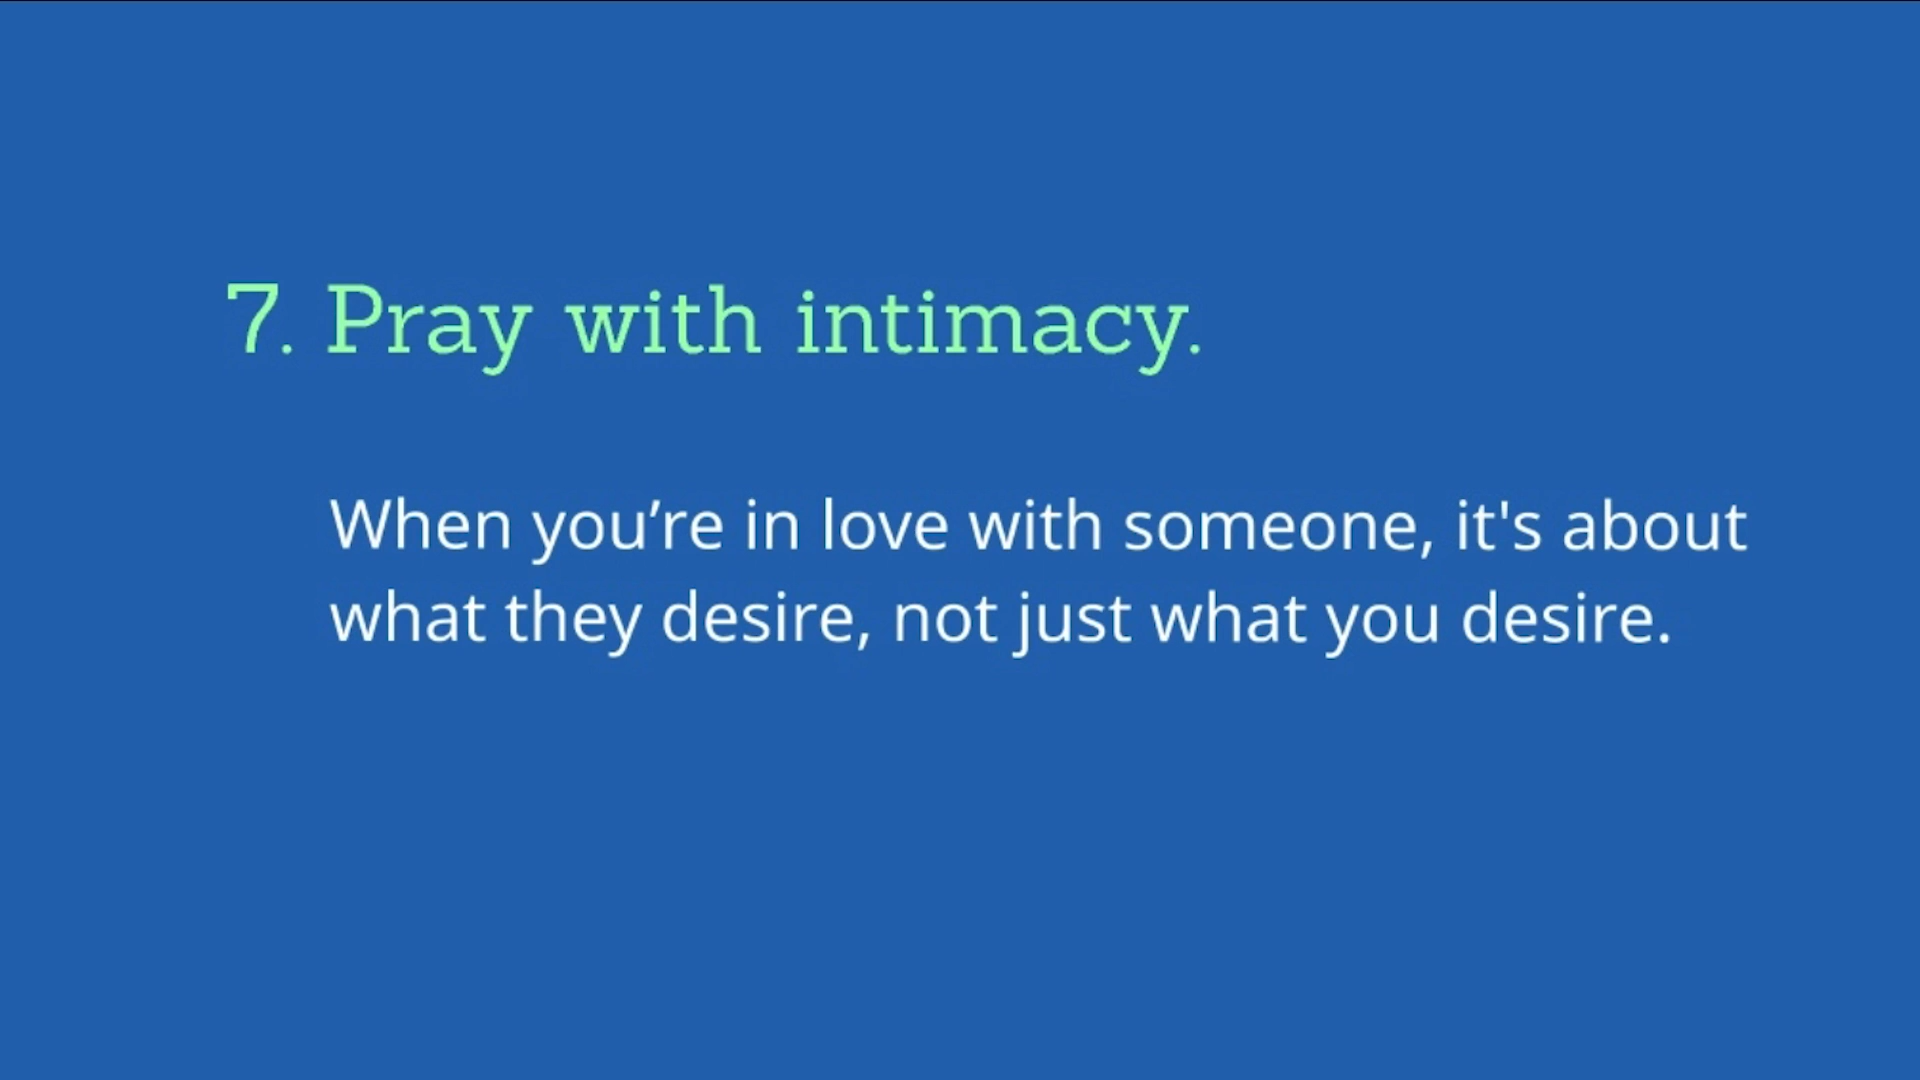 7. Pray with intimacy.
When you’re in love with someone, it's about
what they desire, not just what you desire.